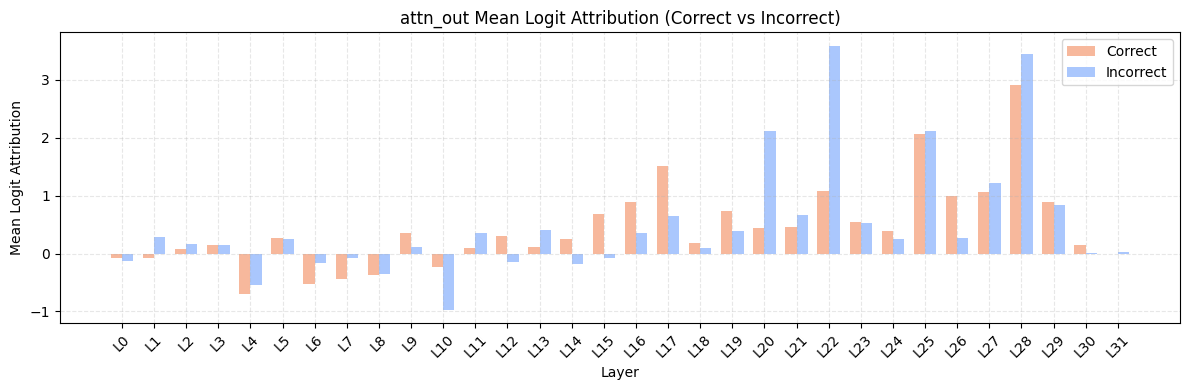 attn_out Mean Logit Attribution (Correct vs Incorrect)
Correct
Incorrect
Mean Logit Attribution
3
2
1
0
−1
L0 L1 L2 L3 L4 L5 L6 L7 L8 L9 L10 L11 L12 L13 L14 L15 L16 L17 L18 L19 L20 L21 L22 L23 L24 L25 L26 L27 L28 L29 L30 L31
Layer